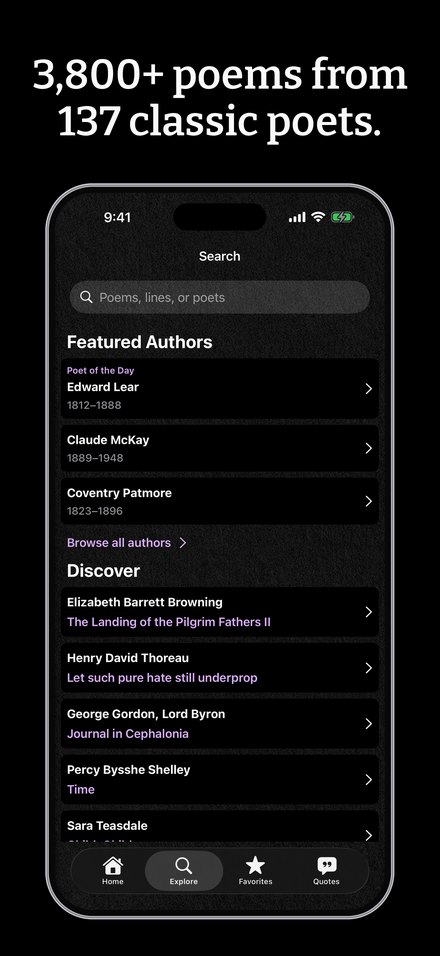 3,800+ poems from
137 classic poets.
9:41
Search
Poems, lines, or poets
Featured Authors
Poet of the Day
Edward Lear
1812–1888
Claude McKay
1889–1948
Coventry Patmore
1823–1896
Browse all authors
Discover
Elizabeth Barrett Browning
The Landing of the Pilgrim Fathers II
Henry David Thoreau
Let such pure hate still underprop
George Gordon, Lord Byron
Journal in Cephalonia
Percy Bysshe Shelley
Time
Sara Teasdale
Home
Explore
Favorites
Quotes